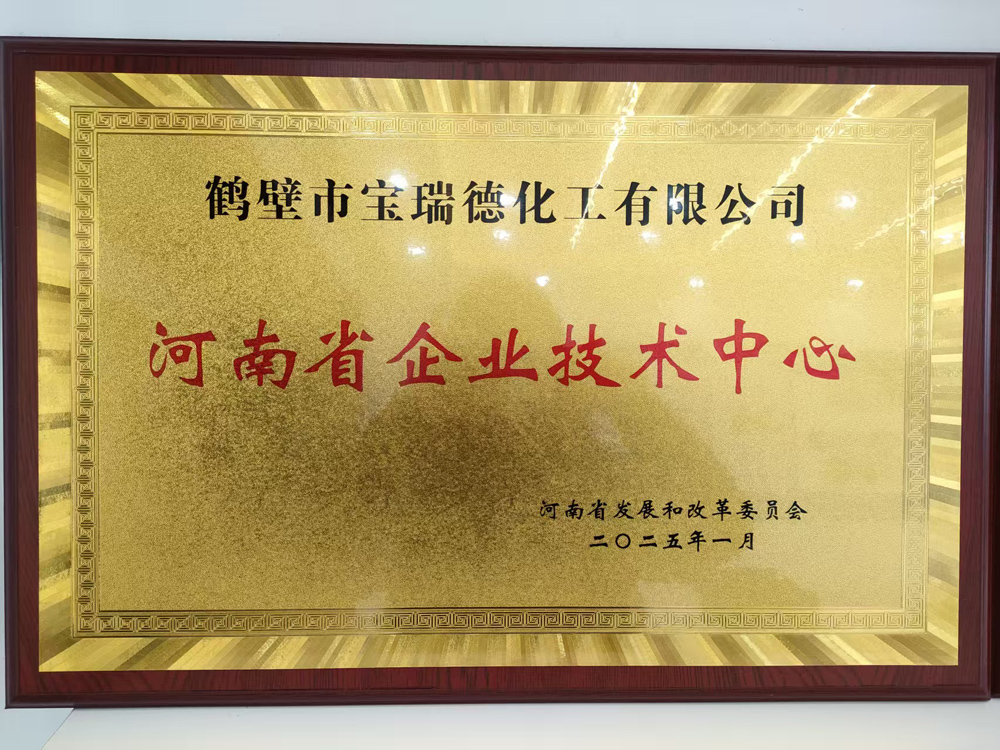 鹤壁市宝瑞德化工有限公司
河南省企业技术中心
河南省发展和改革委员会
二〇二五年一月